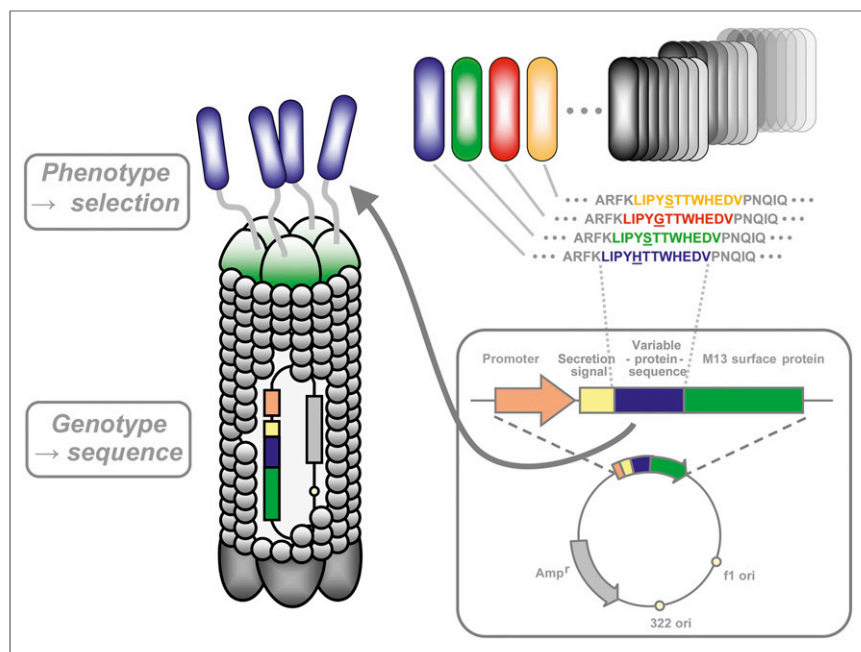 Phenotype
→ selection
Genotype
→ sequence
••• ARFKLIPYSTTWHEDVPNQIQ •••
••• ARFKLIPYGTTWHEDVPNQIQ •••
••• ARFKLIPYSTTWHEDVPNQIQ •••
••• ARFKLIPYHTTWHEDVPNQIQ •••
Promoter
Secretion
signal
Variable
- protein -
sequence
M13 surface protein
Ampr
f1 ori
322 ori